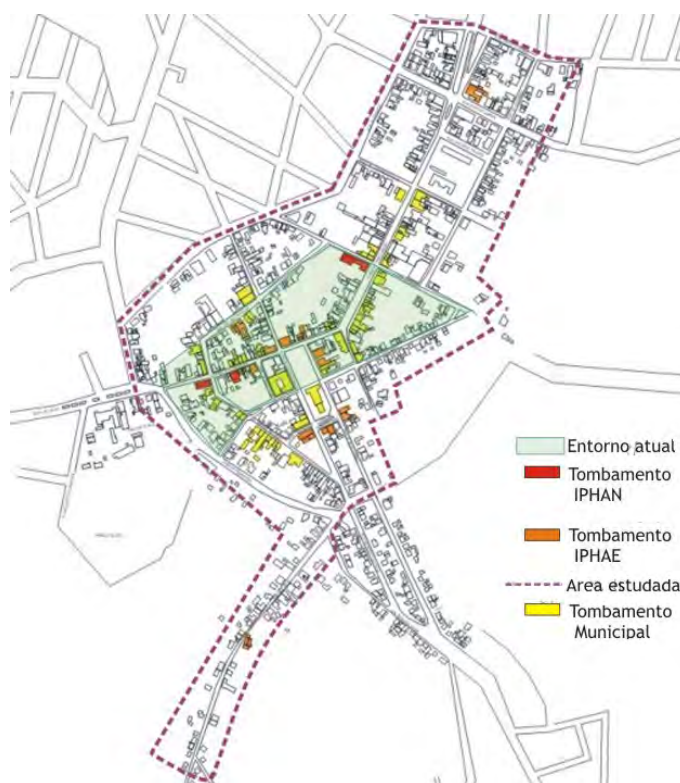 Entorno atual
Tombamento
IPHAN
Tombamento
IPHAE
Area estudada
Tombamento
Municipal